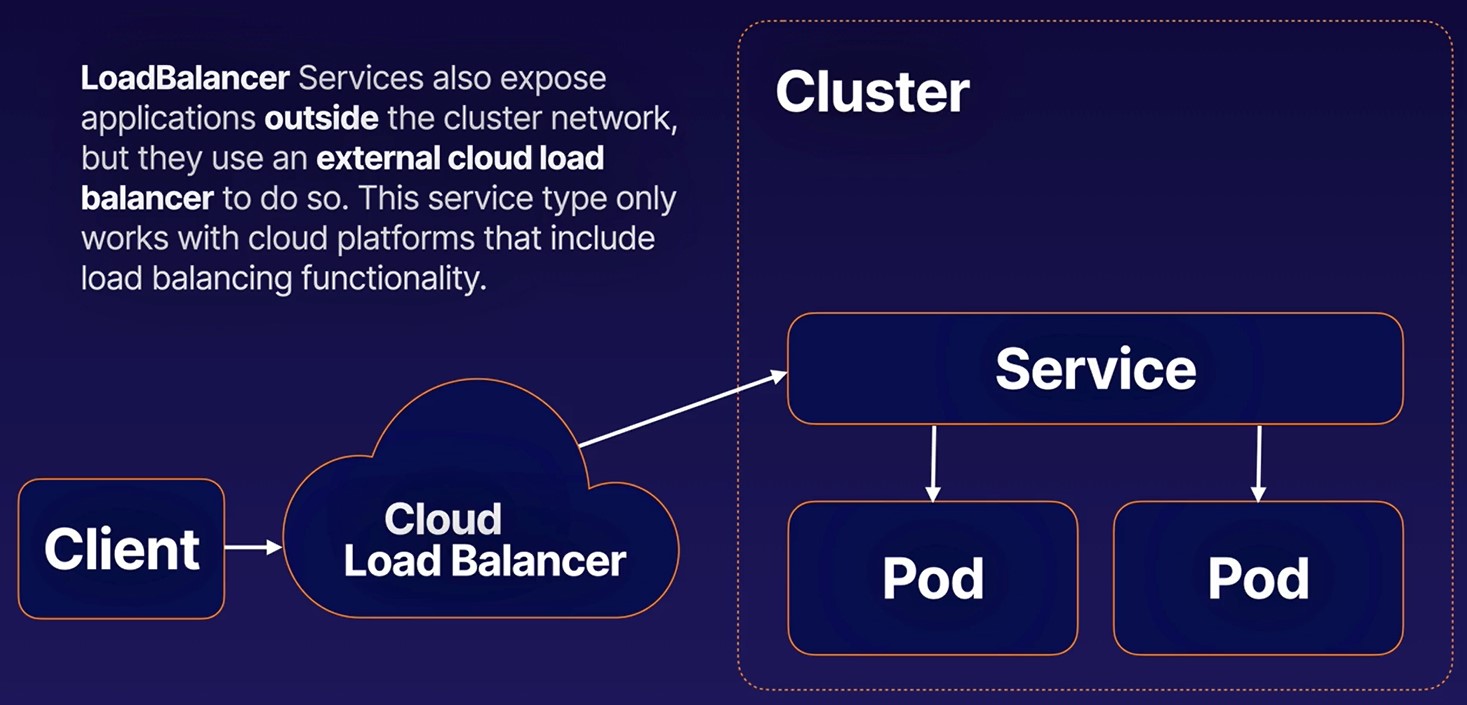 LoadBalancer Services also expose
applications outside the cluster network,
but they use an external cloud load
balancer to do so. This service type only
works with cloud platforms that include
load balancing functionality.
Cluster
Service
Client
Cloud
Load Balancer
Pod
Pod